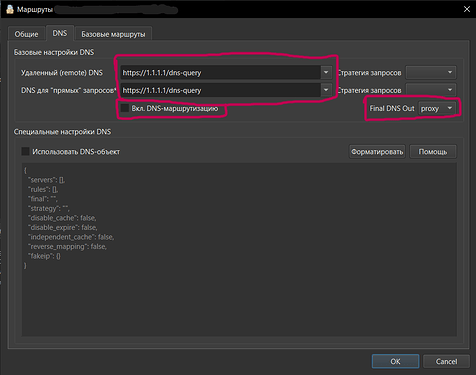 Маршруты
Общие DNS Базовые маршруты
Базовые настройки DNS
Удаленный (remote) DNS https://1.1.1.1/dns-query Стратегия запросов
DNS для "прямых" запросов* https://1.1.1.1/dns-query Стратегия запросов
Вкл. DNS-маршрутизацию Final DNS Out proxy
Специальные настройки DNS
Использовать DNS-объект Форматировать Помощь
{
"servers": [],
"rules": [],
"final": "",
"strategy": "",
"disable_cache": false,
"disable_expire": false,
"independent_cache": false,
"reverse_mapping": false,
"fakeip": {}
}
OK Cancel